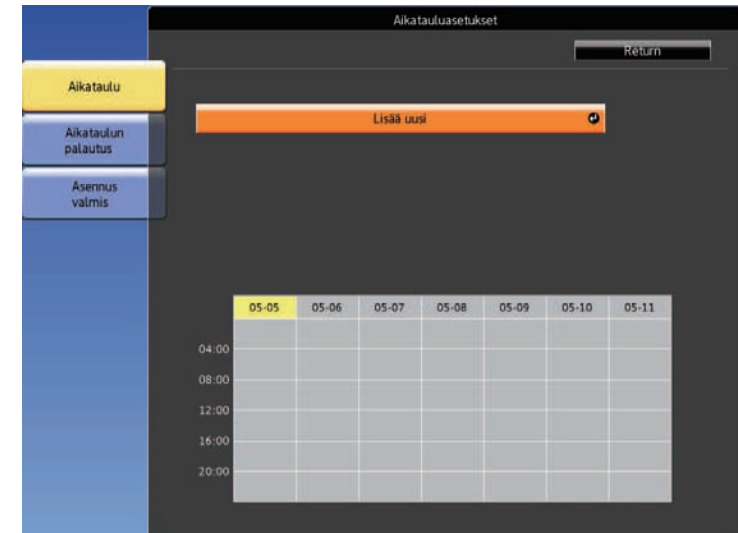 Aikatauluasetukset
Return
Aikataulu
Lisää uusi
Aikataulun
palautus
Asennus
valmis
05-05 05-06 05-07 05-08 05-09 05-10 05-11
04:00
08:00
12:00
16:00
20:00